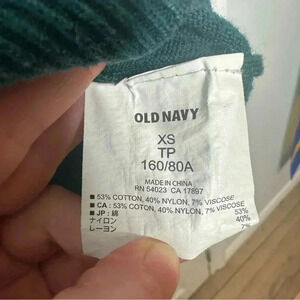 OLD NAVY
XS
TP
160/80A
MADE IN CHINA
RN 54023 CA 17897
■ 53% COTTON, 40% NYLON, 7% VISCOSE
■ CA : 53% COTTON, 40% NYLON, 7% VISCOSE
■ JP : 綿 53%
ナイロン 40%
レーヨン 7%